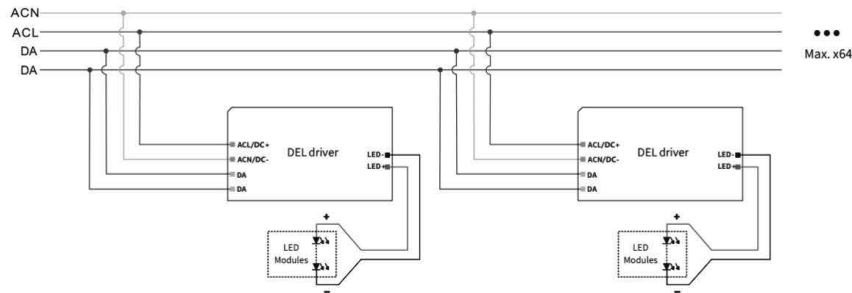 ACN
ACL
DA
DA
●●●
Max. x64
ACL/DC+
ACN/DC-
DA
DA
DEL driver
LED-
LED+
+
LED
Modules
–
ACL/DC+
ACN/DC-
DA
DA
DEL driver
LED-
LED+
+
LED
Modules
–